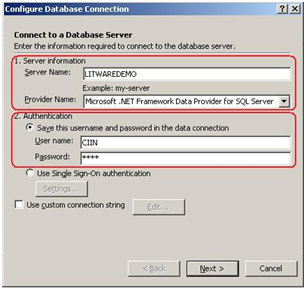 Configure Database Connection
Connect to a Database Server
Enter the information required to connect to the database server.
1. Server information
Server Name: LITWAREDEMO
Example: my-server
Provider Name: Microsoft .NET Framework Data Provider for SQL Server
2. Authentication
Save this username and password in the data connection
User name: CIIN
Password: ****
Use Single Sign-On authentication
Settings...
Use custom connection string Edit...
< Back Next > Cancel